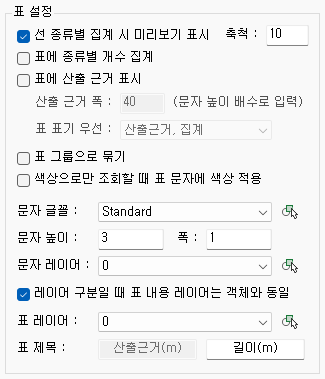 표 설정
선 종류별 집계 시 미리보기 표시 축척 : 10
표에 종류별 개수 집계
표에 산출 근거 표시
산출 근거 폭 : 40 (문자 높이 배수로 입력)
표 표기 우선 : 산출근거, 집계
표 그룹으로 묶기
색상으로만 조회할 때 표 문자에 색상 적용
문자 글꼴 : Standard
문자 높이 : 3 폭 : 1
문자 레이어 : 0
레이어 구분일 때 표 내용 레이어는 객체와 동일
표 레이어 : 0
표 제목 : 산출근거(m) 길이(m)